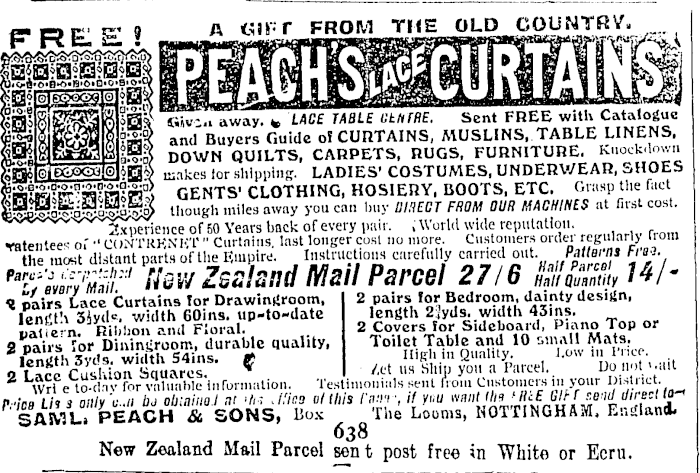 A GIFT FROM THE OLD COUNTRY.
FREE!
PEACH'S LACE CURTAINS
Given away. LACE TABLE CENTRE. Sent FREE with Catalogue
and Buyers Guide of CURTAINS, MUSLINS, TABLE LINENS,
DOWN QUILTS, CARPETS, RUGS, FURNITURE. Knockdown
makes for shipping. LADIES' COSTUMES, UNDERWEAR, SHOES
GENTS' CLOTHING, HOSIERY, BOOTS, ETC. Grasp the fact
though miles away you can buy DIRECT FROM OUR MACHINES at first cost.
Experience of 50 Years back of every pair. World wide reputation.
Patentees of "CONTRENET" Curtains, last longer cost no more. Customers order regularly from
the most distant parts of the Empire. Instructions carefully carried out. Patterns Free.
Parcels despatched by every Mail. New Zealand Mail Parcel 27/6 Half Parcel Half Quantity 14/-
2 pairs Lace Curtains for Drawingroom,
length 3½yds. width 60ins. up-to-date
pattern. Ribbon and Floral.
2 pairs for Diningroom, durable quality,
length 3yds. width 54ins.
2 Lace Cushion Squares.
2 pairs for Bedroom, dainty design,
length 2½yds. width 43ins.
2 Covers for Sideboard, Piano Top or
Toilet Table and 10 small Mats.
High in Quality. Low in Price.
Let us Ship you a Parcel. Do not wait
Write to-day for valuable information. Testimonials sent from Customers in your District.
Price Lists only can be obtained at the Office of this Paper, if you want the FREE GIFT send direct to—
SAML. PEACH & SONS, Box 638 The Looms, NOTTINGHAM, England.
New Zealand Mail Parcel sent post free in White or Ecru.